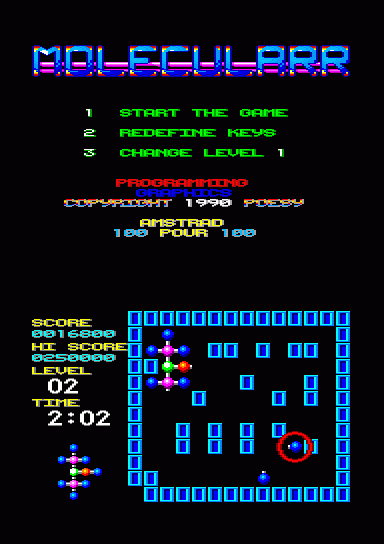 MOLECULARR
1 START THE GAME
2 REDEFINE KEYS
3 CHANGE LEVEL 1
PROGRAMMING
GRAPHICS
COPYRIGHT 1990 POESY
AMSTRAD
100 POUR 100
SCORE
0016800
HI SCORE
0250000
LEVEL
02
TIME
2:02